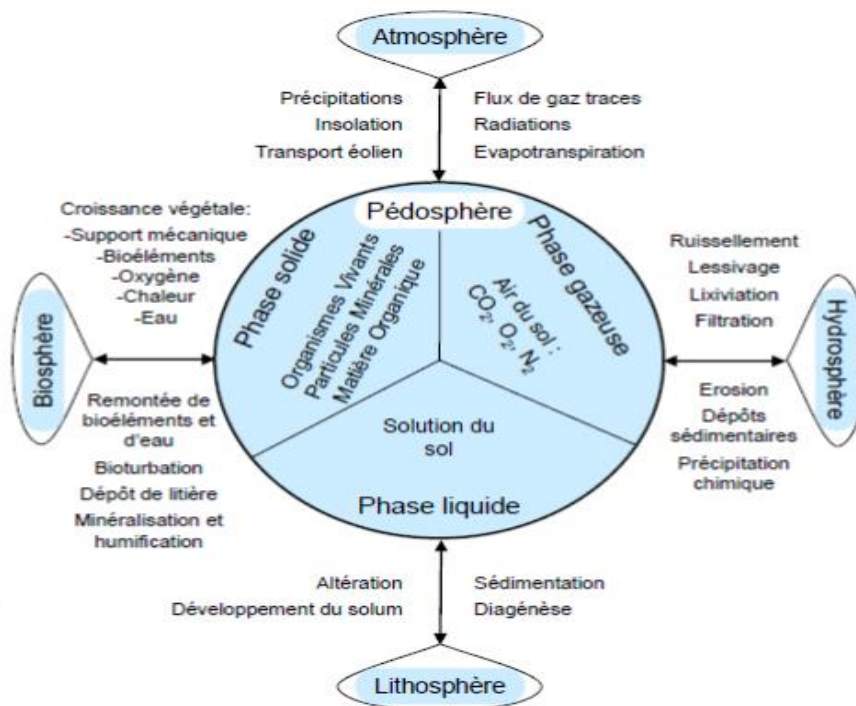 Atmosphère
Précipitations
Insolation
Transport éolien
Flux de gaz traces
Radiations
Evapotranspiration
Pédosphère
Phase solide
Organismes Vivants
Particules Minérales
Matière Organique
Phase gazeuse
Air du sol :
CO₂, O₂, N₂
Solution du
sol
Phase liquide
Croissance végétale:
-Support mécanique
-Bioéléments
-Oxygène
-Chaleur
-Eau
Biosphère
Remontée de
bioéléments et
d'eau
Bioturbation
Dépôt de litière
Minéralisation et
humification
Ruissellement
Lessivage
Lixiviation
Filtration
Hydrosphère
Erosion
Dépôts
sédimentaires
Précipitation
chimique
Altération
Développement du solum
Sédimentation
Diagénèse
Lithosphère